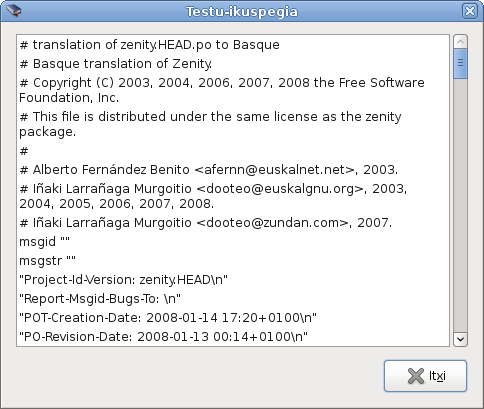 Testu-ikuspegia
# translation of zenity.HEAD.po to Basque
# Basque translation of Zenity.
# Copyright (C) 2003, 2004, 2006, 2007, 2008 the Free Software
Foundation, Inc.
# This file is distributed under the same license as the zenity
package.
#
# Alberto Fernández Benito <afernn@euskalnet.net>, 2003.
# Iñaki Larrañaga Murgoitio <dooteo@euskalgnu.org>, 2003,
2004, 2005, 2006, 2007, 2008.
# Iñaki Larrañaga Murgoitio <dooteo@zundan.com>, 2007.
msgid ""
msgstr ""
"Project-Id-Version: zenity.HEAD\n"
"Report-Msgid-Bugs-To: \n"
"POT-Creation-Date: 2008-01-14 17:20+0100\n"
"PO-Revision-Date: 2008-01-13 00:14+0100\n"
Itxi